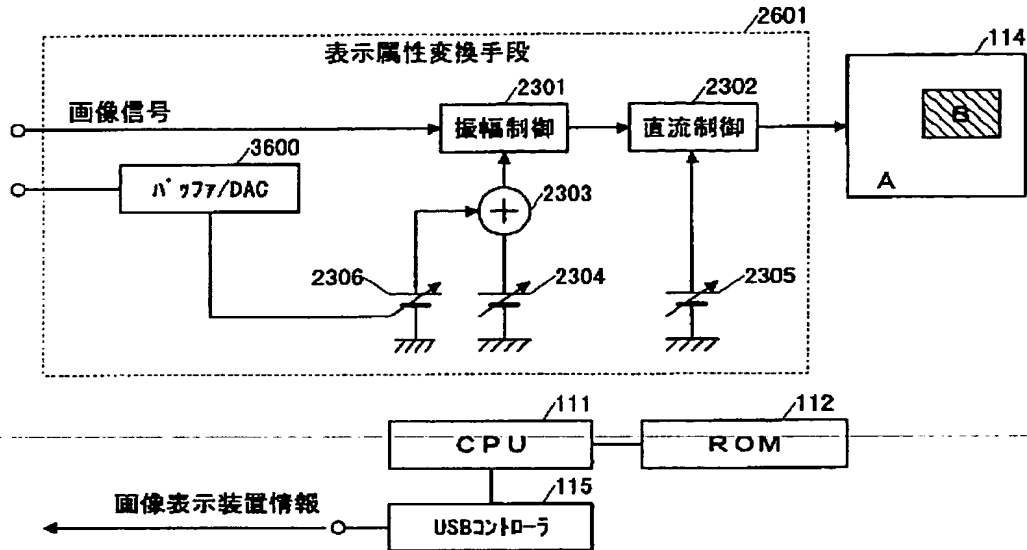 2601
表示属性変換手段
114
画像信号
2301
2302
振幅制御
直流制御
B
3600
バッファ/DAC
A
2303
2306
2304
2305
111
112
CPU
ROM
画像表示装置情報
115
USBコントローラ